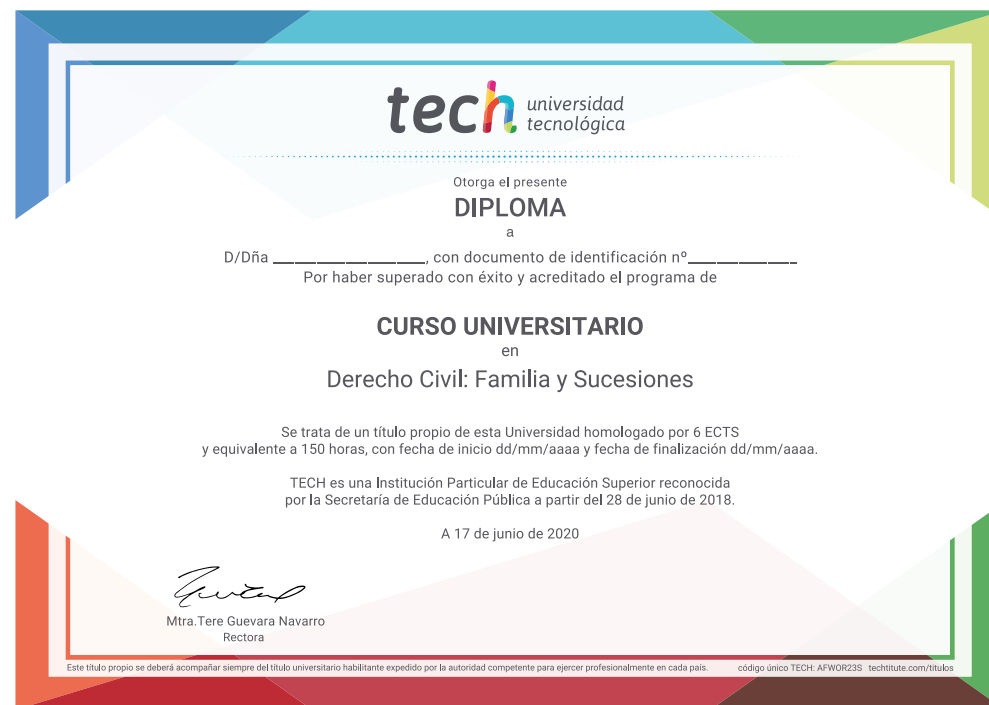 tech universidad
tecnológica
Otorga el presente
DIPLOMA
a
D/Dña ______________, con documento de identificación nº__________
Por haber superado con éxito y acreditado el programa de
CURSO UNIVERSITARIO
en
Derecho Civil: Familia y Sucesiones
Se trata de un título propio de esta Universidad homologado por 6 ECTS
y equivalente a 150 horas, con fecha de inicio dd/mm/aaaa y fecha de finalización dd/mm/aaaa.
TECH es una Institución Particular de Educación Superior reconocida
por la Secretaría de Educación Pública a partir del 28 de junio de 2018.
A 17 de junio de 2020
Mtra.Tere Guevara Navarro
Rectora
Este título propio se deberá acompañar siempre del título universitario habilitante expedido por la autoridad competente para ejercer profesionalmente en cada país. código único TECH: AFWOR23S techtitute.com/titulos